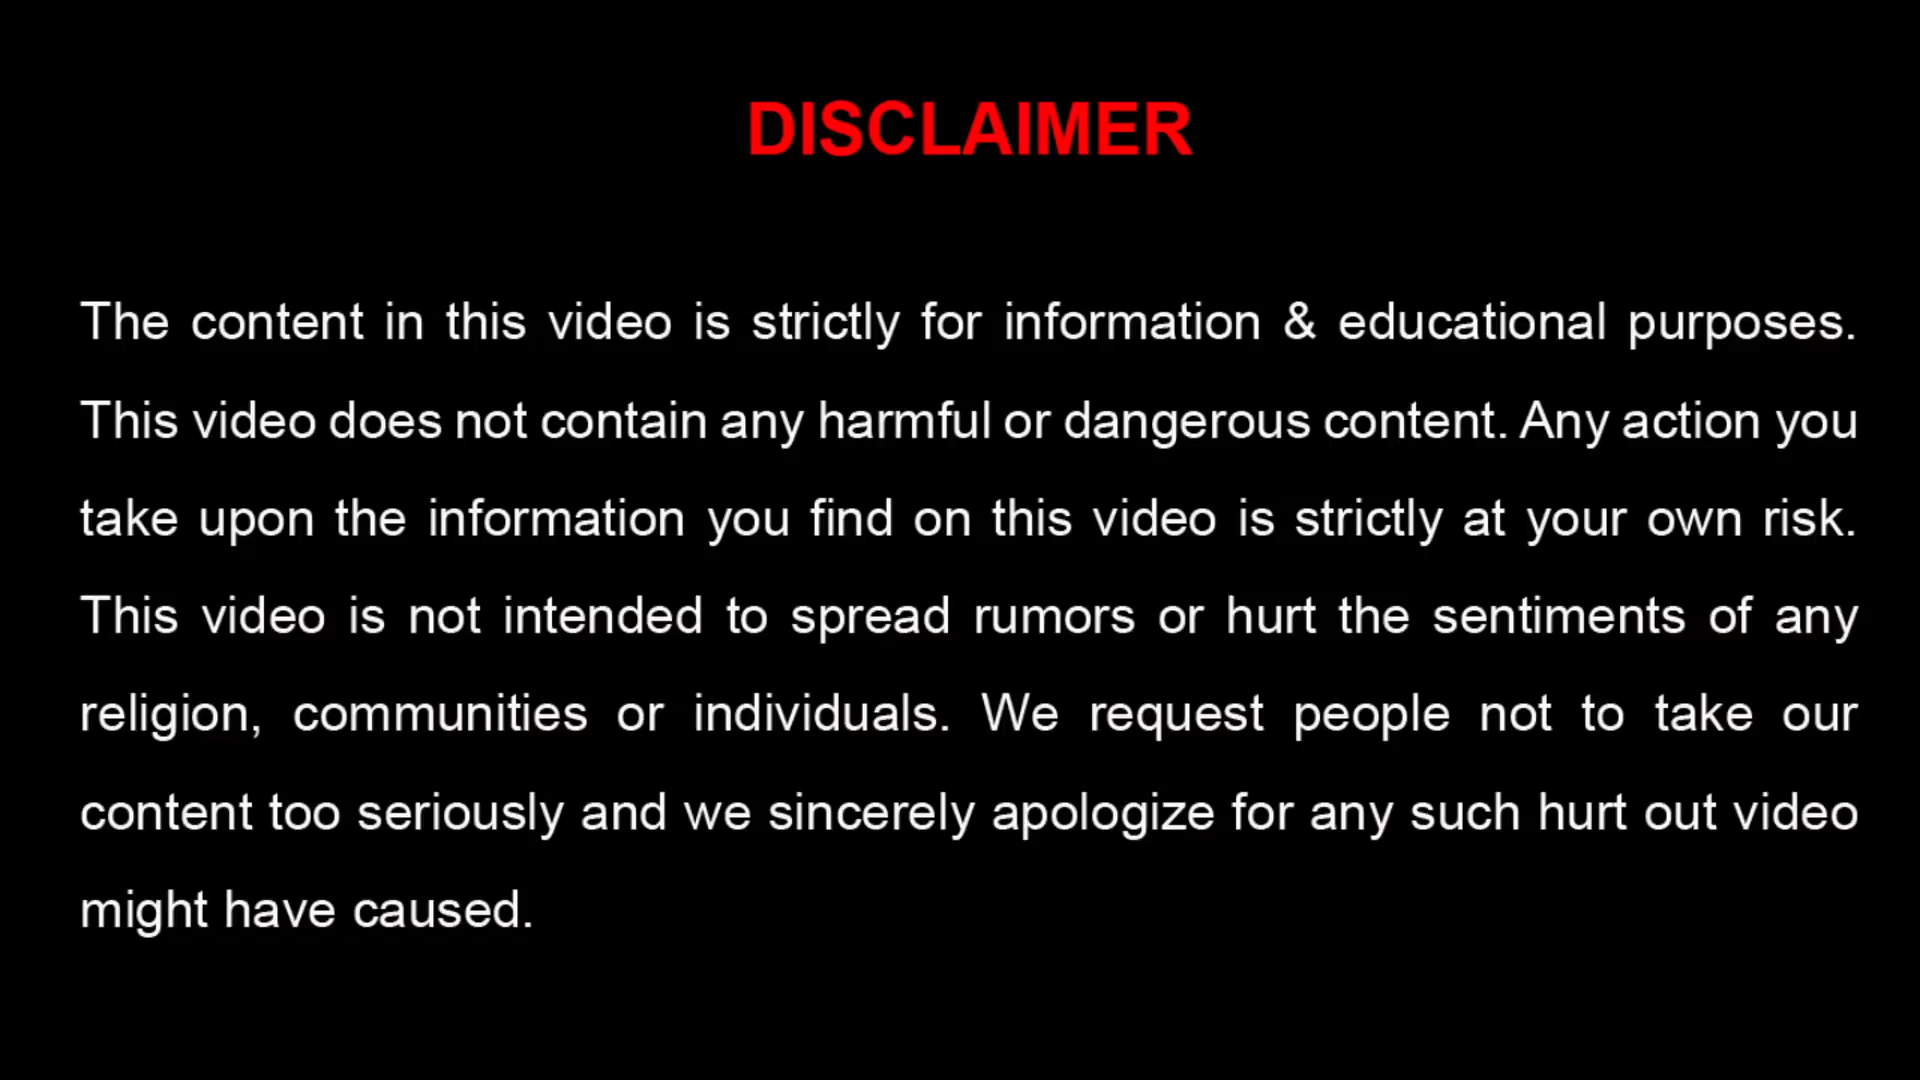 DISCLAIMER
The content in this video is strictly for information & educational purposes.
This video does not contain any harmful or dangerous content. Any action you
take upon the information you find on this video is strictly at your own risk.
This video is not intended to spread rumors or hurt the sentiments of any
religion, communities or individuals. We request people not to take our
content too seriously and we sincerely apologize for any such hurt out video
might have caused.